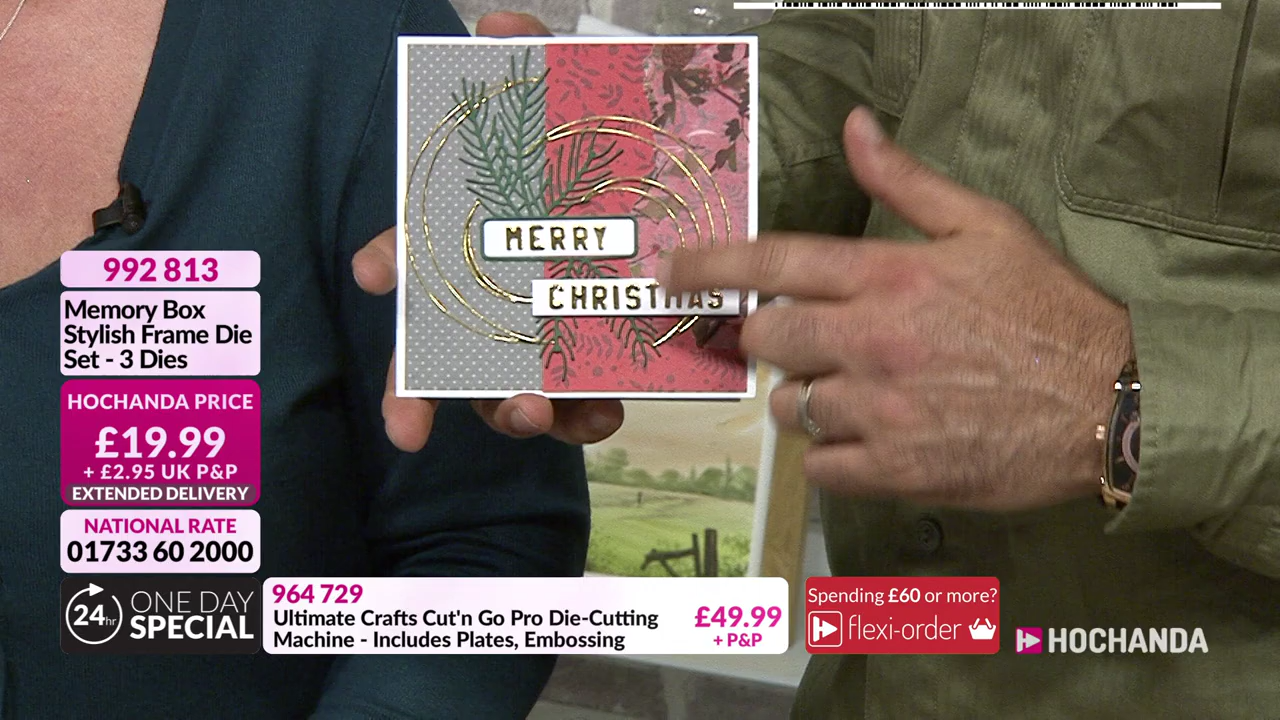 MERRY
CHRISTMAS
992 813
Memory Box
Stylish Frame Die
Set - 3 Dies
HOCHANDA PRICE
£19.99
+ £2.95 UK P&P
EXTENDED DELIVERY
NATIONAL RATE
01733 60 2000
24hr
ONE DAY
SPECIAL
964 729
Ultimate Crafts Cut'n Go Pro Die-Cutting
Machine - Includes Plates, Embossing
£49.99
+ P&P
Spending £60 or more?
flexi-order
HOCHANDA